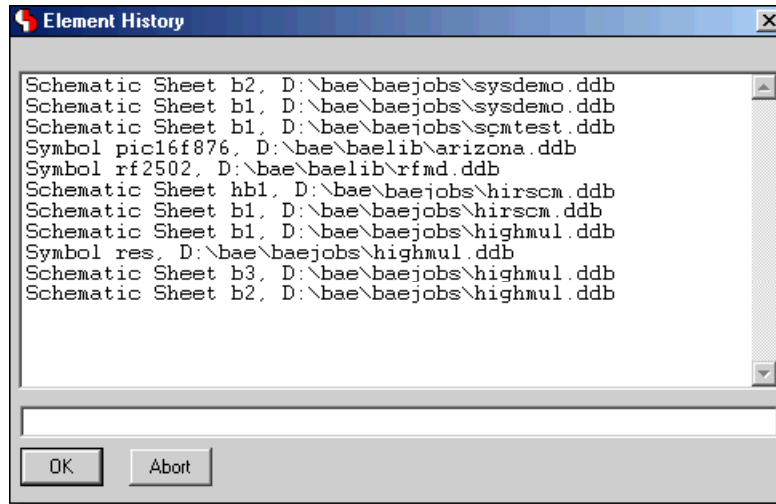 Element History
Schematic Sheet b2, D:\bae\baejobs\sysdemo.ddb
Schematic Sheet b1, D:\bae\baejobs\sysdemo.ddb
Schematic Sheet b1, D:\bae\baejobs\scmtest.ddb
Symbol pic16f876, D:\bae\baelib\arizona.ddb
Symbol rf2502, D:\bae\baelib\rfmd.ddb
Schematic Sheet hb1, D:\bae\baejobs\hirscm.ddb
Schematic Sheet b1, D:\bae\baejobs\hirscm.ddb
Schematic Sheet b1, D:\bae\baejobs\highmul.ddb
Symbol res, D:\bae\baejobs\highmul.ddb
Schematic Sheet b3, D:\bae\baejobs\highmul.ddb
Schematic Sheet b2, D:\bae\baejobs\highmul.ddb
OK Abort